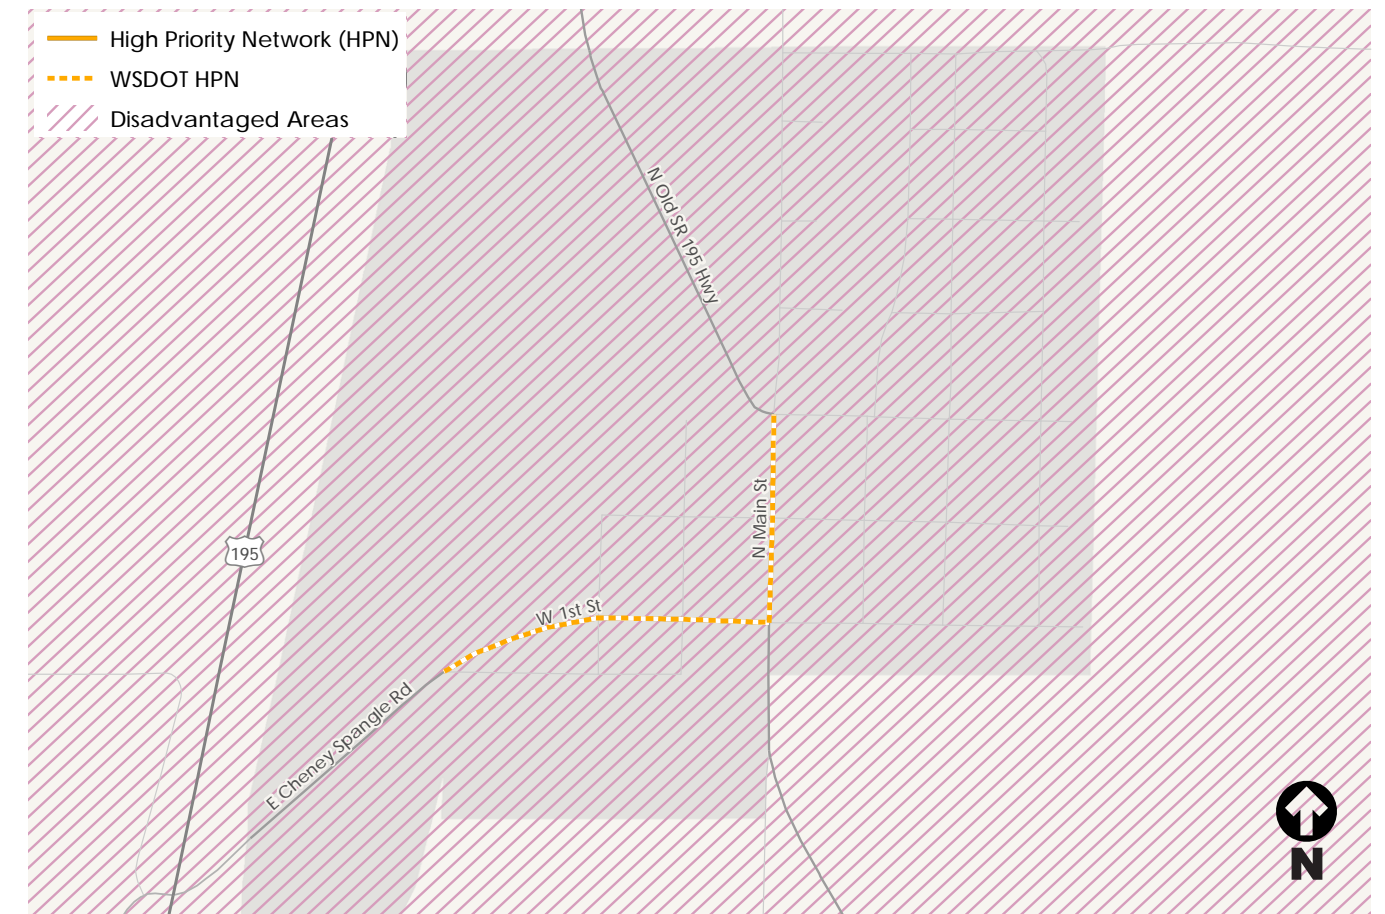 High Priority Network (HPN)
WSDOT HPN
Disadvantaged Areas
N Old SR 195 Hwy
N Main St
195
W 1st St
E Cheney Spangle Rd
N